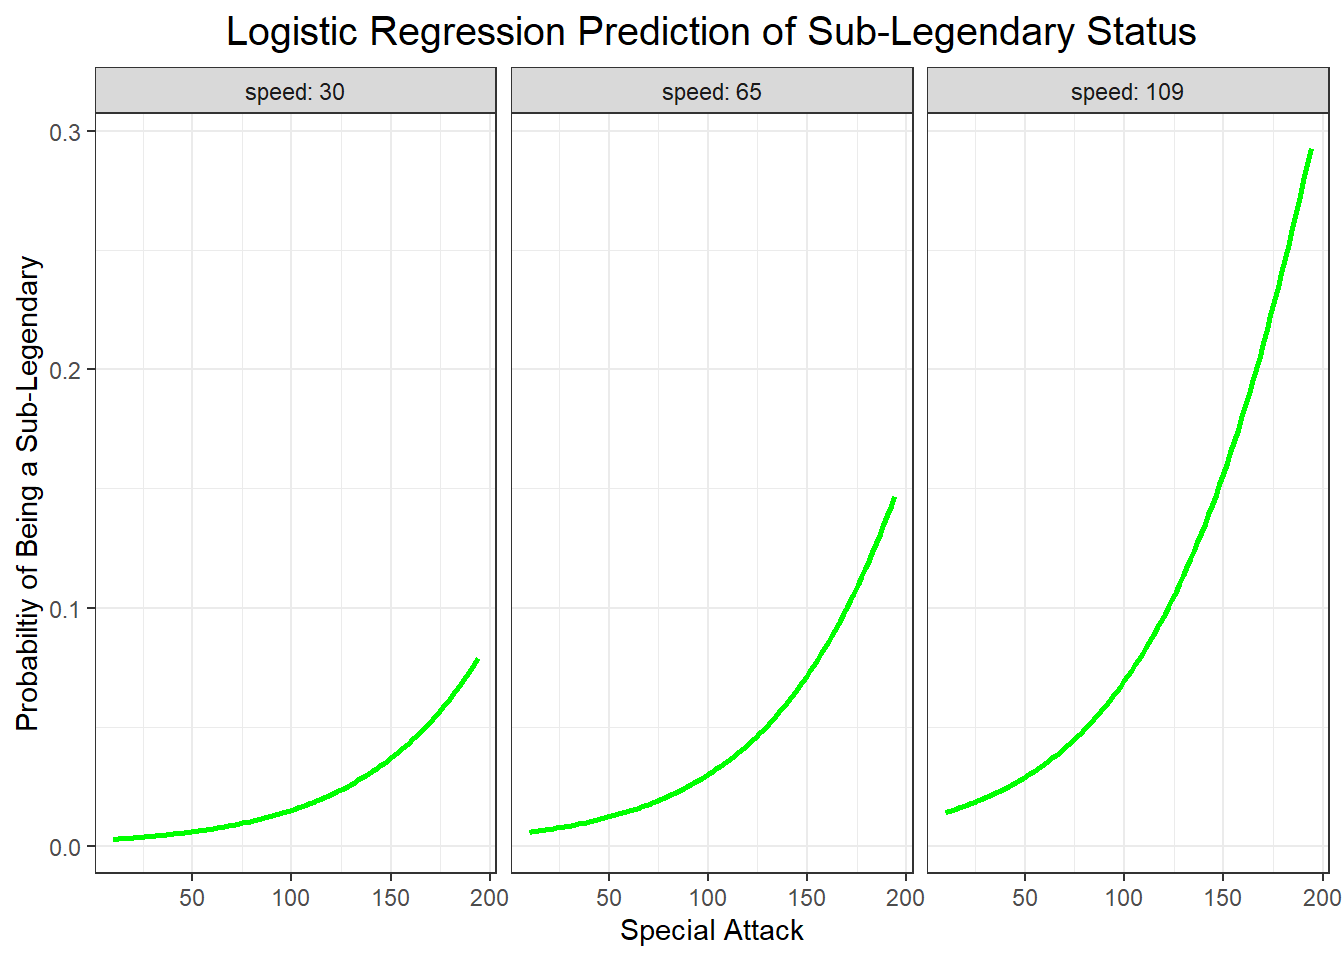 Logistic Regression Prediction of Sub-Legendary Status
speed: 30
speed: 65
speed: 109
Probabiltiy of Being a Sub-Legendary
0.3
0.2
0.1
0.0
50 100 150 200
50 100 150 200
50 100 150 200
Special Attack